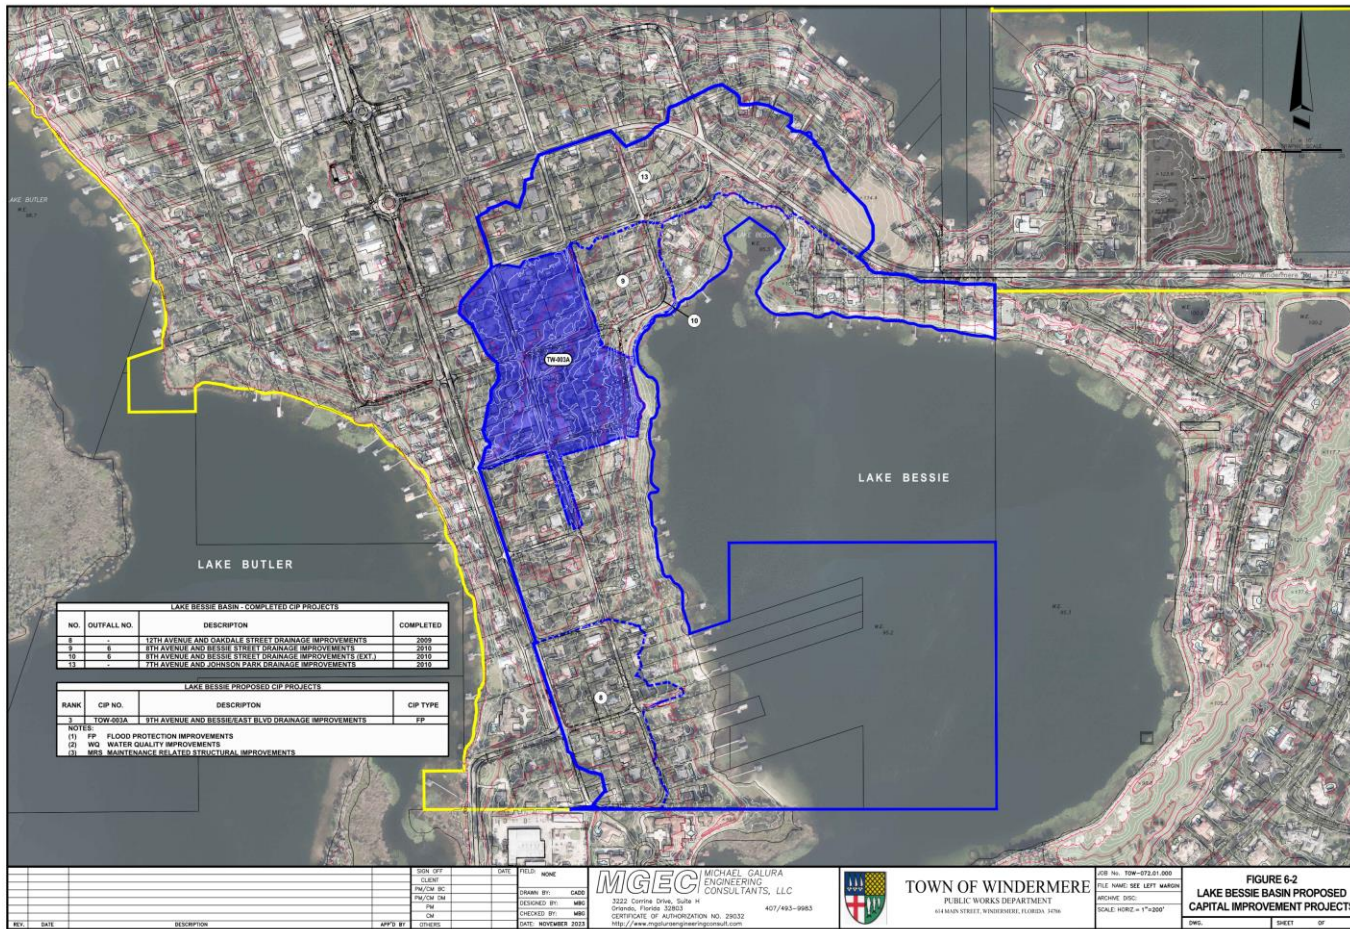 LAKE BUTLER
13
9
10
TW-003A
LAKE BESSIE
LAKE BUTLER
8
LAKE BESSIE BASIN - COMPLETED CIP PROJECTS
NO. OUTFALL NO. DESCRIPTON COMPLETED
8 - 12TH AVENUE AND OAKDALE STREET DRAINAGE IMPROVEMENTS 2009
9 6 8TH AVENUE AND BESSIE STREET DRAINAGE IMPROVEMENTS 2010
10 6 8TH AVENUE AND BESSIE STREET DRAINAGE IMPROVEMENTS (EXT.) 2010
13 - 7TH AVENUE AND JOHNSON PARK DRAINAGE IMPROVEMENTS 2010
LAKE BESSIE PROPOSED CIP PROJECTS
RANK CIP NO. DESCRIPTON CIP TYPE
3 TOW-003A 9TH AVENUE AND BESSIE/EAST BLVD DRAINAGE IMPROVEMENTS FP
NOTES:
(1) FP FLOOD PROTECTION IMPROVEMENTS
(2) WQ WATER QUALITY IMPROVEMENTS
(3) MRS MAINTENANCE RELATED STRUCTURAL IMPROVEMENTS
REV. DATE DESCRIPTION APP'D BY
SIGN OFF DATE
CLIENT
PM/CM BC
PM/CM DM
PM
CM
OTHERS
FIELD: NONE
DRAWN BY: CADD
DESIGNED BY: MBG
CHECKED BY: MBG
DATE: NOVEMBER 2023
MGEC MICHAEL GALURA
ENGINEERING
CONSULTANTS, LLC
3222 Corrine Drive, Suite H
Orlando, Florida 32803 407/493-9983
CERTIFICATE OF AUTHORIZATION NO. 29032
http://www.mgaluraengineeringconsult.com
TOWN OF WINDERMERE
PUBLIC WORKS DEPARTMENT
614 MAIN STREET, WINDERMERE, FLORIDA 34786
JOB No. TOW-072.01.000
FILE NAME: SEE LEFT MARGIN
ARCHIVE DISC:
SCALE: HORIZ = 1"=200'
FIGURE 6-2
LAKE BESSIE BASIN PROPOSED
CAPITAL IMPROVEMENT PROJECTS
DWG. SHEET OF